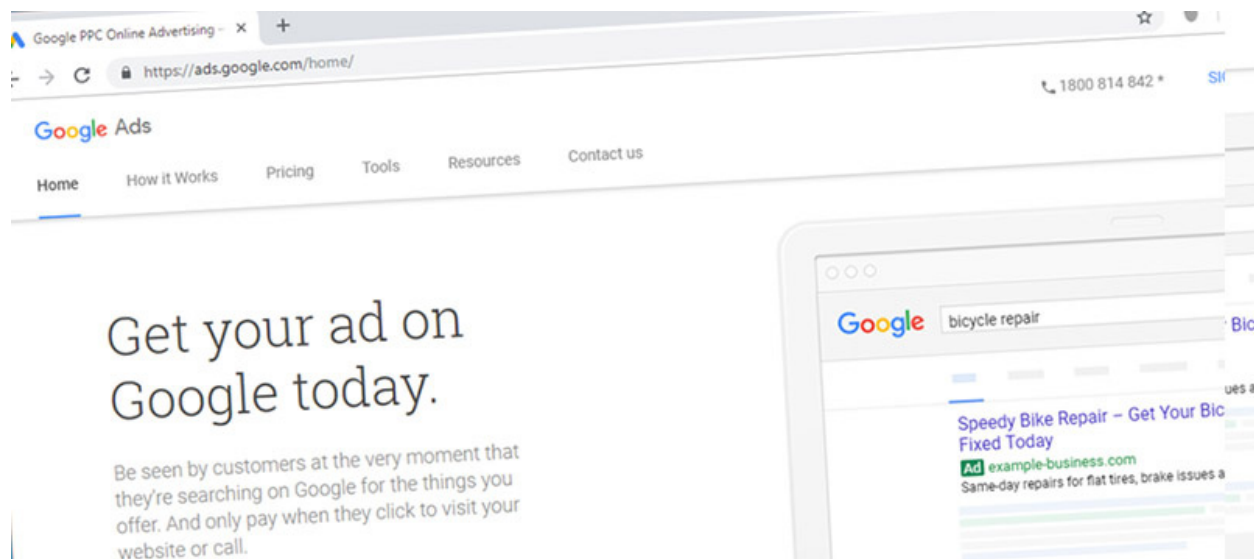 Google PPC Online Advertising -
https://ads.google.com/home/
1800 814 842 *
Google Ads
Home How it Works Pricing Tools Resources Contact us
Get your ad on
Google today.
Be seen by customers at the very moment that
they're searching on Google for the things you
offer. And only pay when they click to visit your
website or call.
Google bicycle repair
Speedy Bike Repair – Get Your Bic
Fixed Today
Ad example-business.com
Same-day repairs for flat tires, brake issues a